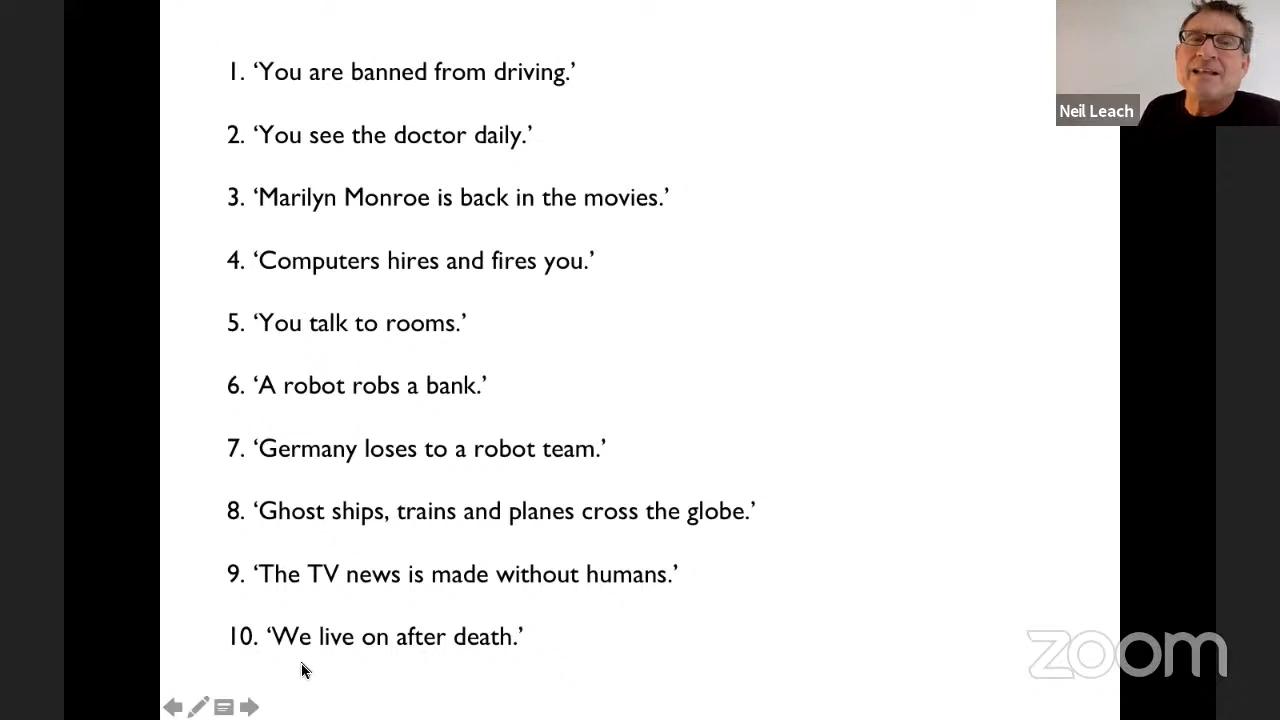 1. ‘You are banned from driving.’
Neil Leach
2. ‘You see the doctor daily.’
3. ‘Marilyn Monroe is back in the movies.’
4. ‘Computers hires and fires you.’
5. ‘You talk to rooms.’
6. ‘A robot robs a bank.’
7. ‘Germany loses to a robot team.’
8. ‘Ghost ships, trains and planes cross the globe.’
9. ‘The TV news is made without humans.’
10. ‘We live on after death.’
zoom